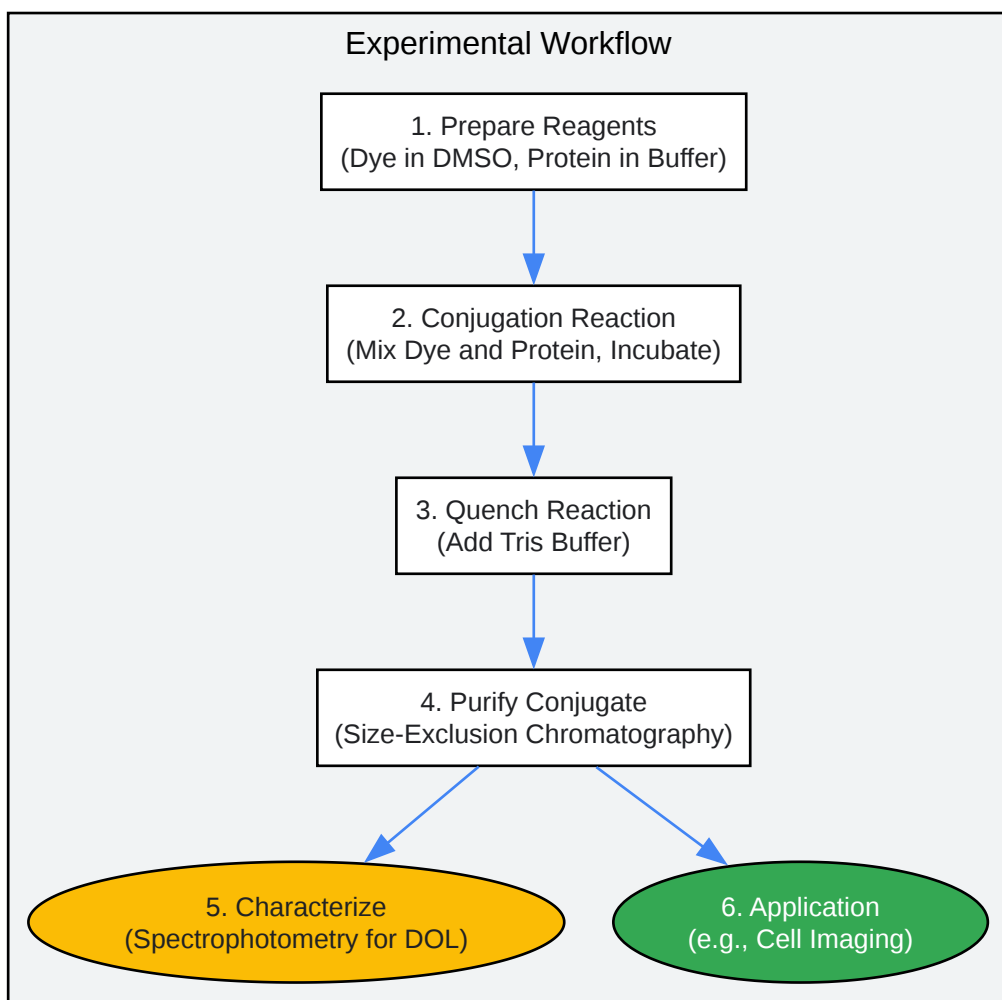 Experimental Workflow
1. Prepare Reagents
(Dye in DMSO, Protein in Buffer)
2. Conjugation Reaction
(Mix Dye and Protein, Incubate)
3. Quench Reaction
(Add Tris Buffer)
4. Purify Conjugate
(Size-Exclusion Chromatography)
5. Characterize
(Spectrophotometry for DOL)
6. Application
(e.g., Cell Imaging)